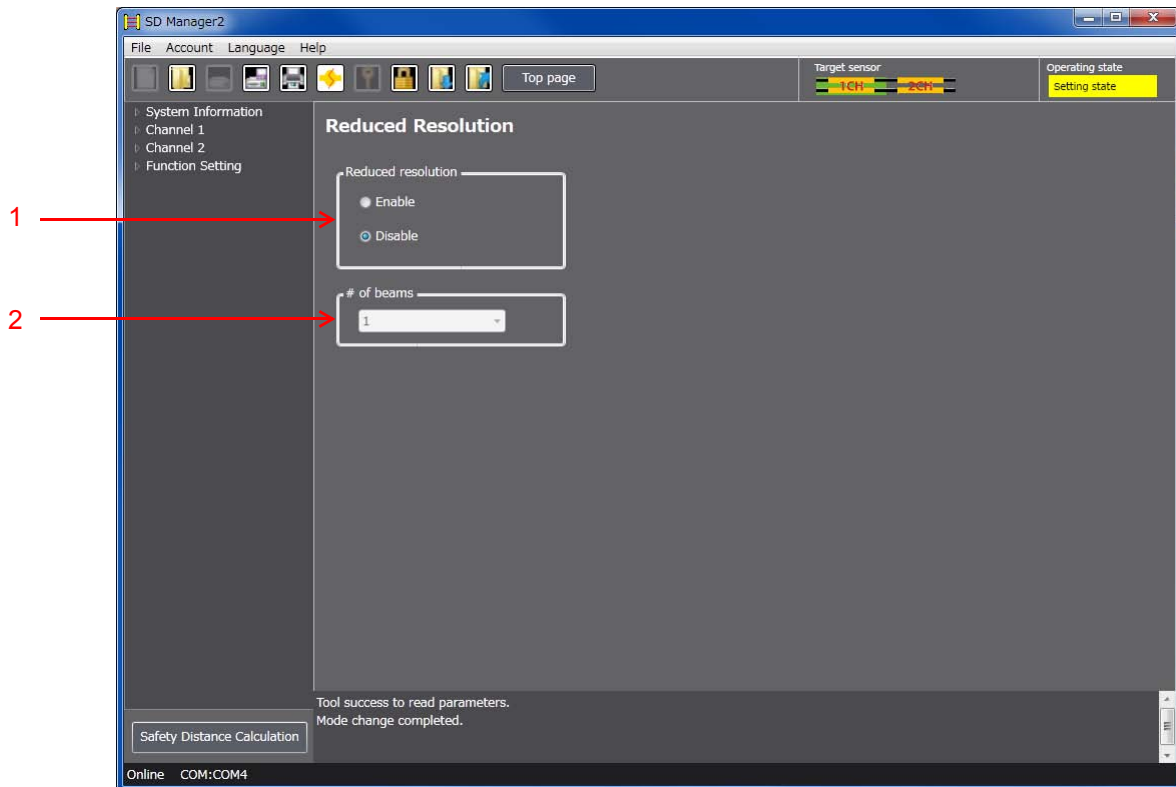 SD Manager2
File Account Language Help
Top page
Target sensor
1CH 2CH
Operating state
Setting state
System Information
Channel 1
Channel 2
Function Setting
Reduced Resolution
Reduced resolution
Enable
Disable
1
# of beams
1
2
Tool success to read parameters.
Mode change completed.
Safety Distance Calculation
Online COM:COM4